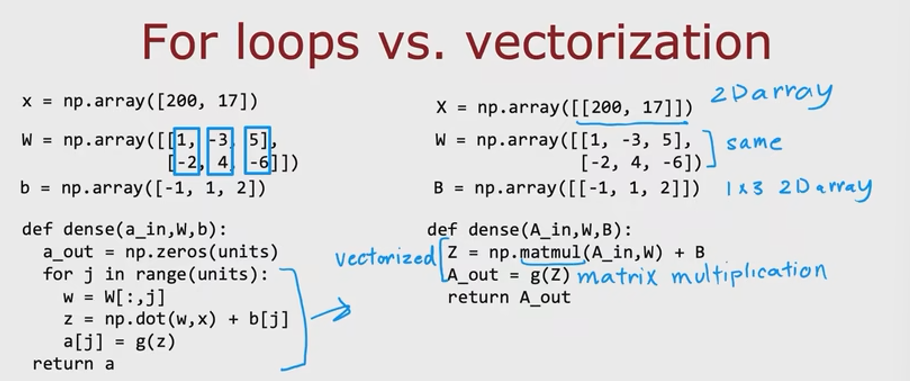 For loops vs. vectorization
x = np.array([200, 17])
W = np.array([[1, -3, 5],
[-2, 4, -6]])
b = np.array([-1, 1, 2])
def dense(a_in,W,b):
a_out = np.zeros(units)
for j in range(units):
w = W[:,j]
z = np.dot(w,x) + b[j]
a[j] = g(z)
return a
X = np.array([[200, 17]]) 2D array
W = np.array([[1, -3, 5], same
[-2, 4, -6])
B = np.array([[-1, 1, 2]]) 1x3 2D array
def dense(A_in,W,B):
vectorized Z = np.matmul(A_in,W) + B
A_out = g(Z) matrix multiplication
return A_out